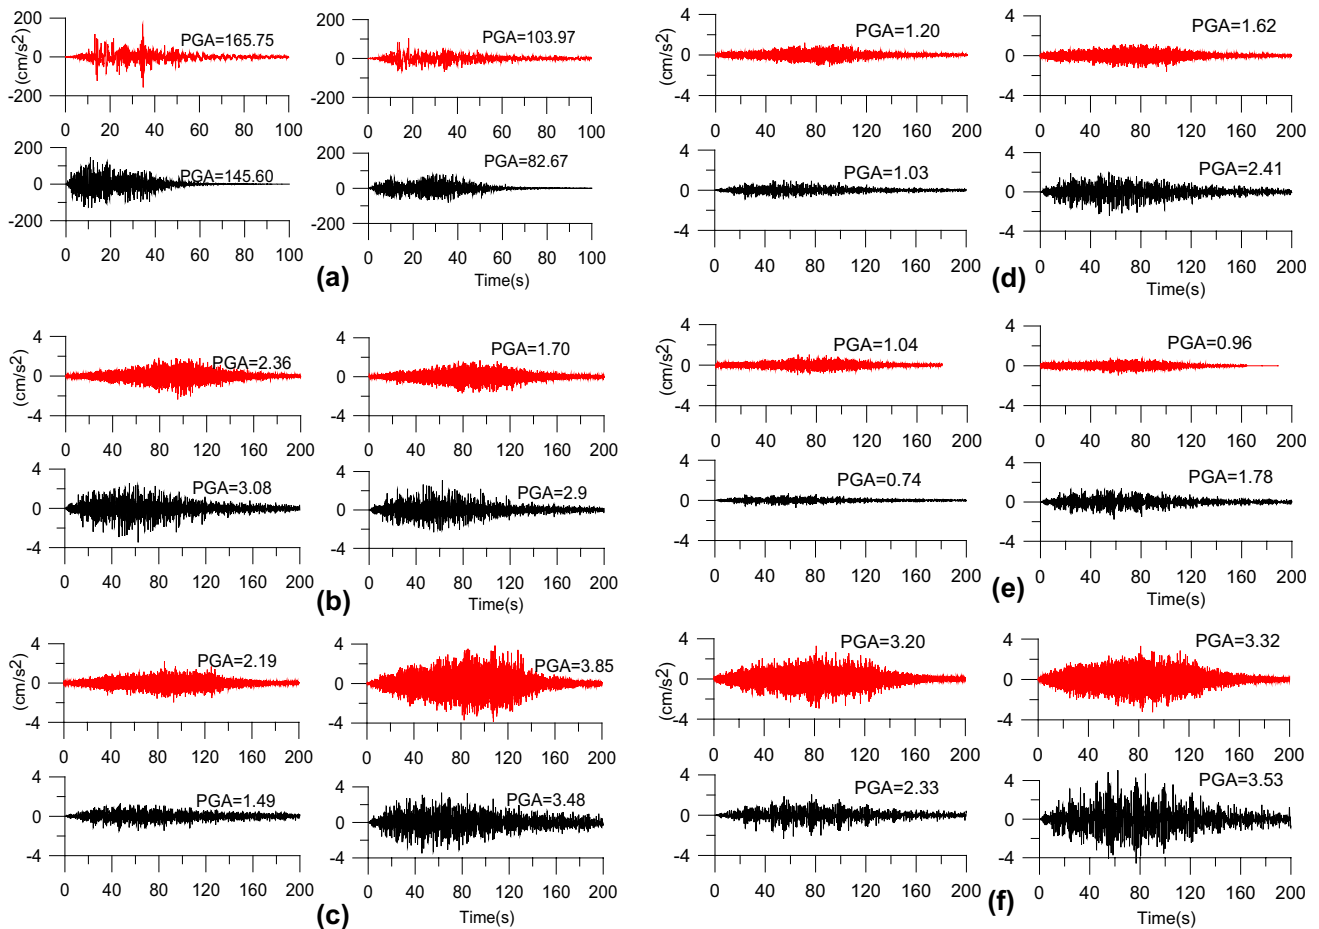 200
0
-200
(cm/s²)
PGA=165.75
0 20 40 60 80 100
200
0
-200
PGA=103.97
0 20 40 60 80 100
200
0
-200
PGA=145.60
0 20 40 60 80 100
200
0
-200
PGA=82.67
0 20 40 60 80 100
Time(s)
(a)
4
0
-4
(cm/s²)
PGA=2.36
0 40 80 120 160 200
4
0
-4
PGA=1.70
0 40 80 120 160 200
4
0
-4
PGA=3.08
0 40 80 120 160 200
4
0
-4
PGA=2.9
0 40 80 120 160 200
Time(s)
(b)
4
0
-4
(cm/s²)
PGA=2.19
0 40 80 120 160 200
4
0
-4
PGA=3.85
0 40 80 120 160 200
4
0
-4
PGA=1.49
0 40 80 120 160 200
4
0
-4
PGA=3.48
0 40 80 120 160 200
Time(s)
(c)
4
0
-4
(cm/s²)
PGA=1.20
0 40 80 120 160 200
4
0
-4
PGA=1.62
0 40 80 120 160 200
4
0
-4
PGA=1.03
0 40 80 120 160 200
4
0
-4
PGA=2.41
0 40 80 120 160 200
Time(s)
(d)
4
0
-4
(cm/s²)
PGA=1.04
0 40 80 120 160 200
4
0
-4
PGA=0.96
0 40 80 120 160 200
4
0
-4
PGA=0.74
0 40 80 120 160 200
4
0
-4
PGA=1.78
0 40 80 120 160 200
Time(s)
(e)
4
0
-4
(cm/s²)
PGA=3.20
0 40 80 120 160 200
4
0
-4
PGA=3.32
0 40 80 120 160 200
4
0
-4
PGA=2.33
0 40 80 120 160 200
4
0
-4
PGA=3.53
0 40 80 120 160 200
Time(s)
(f)